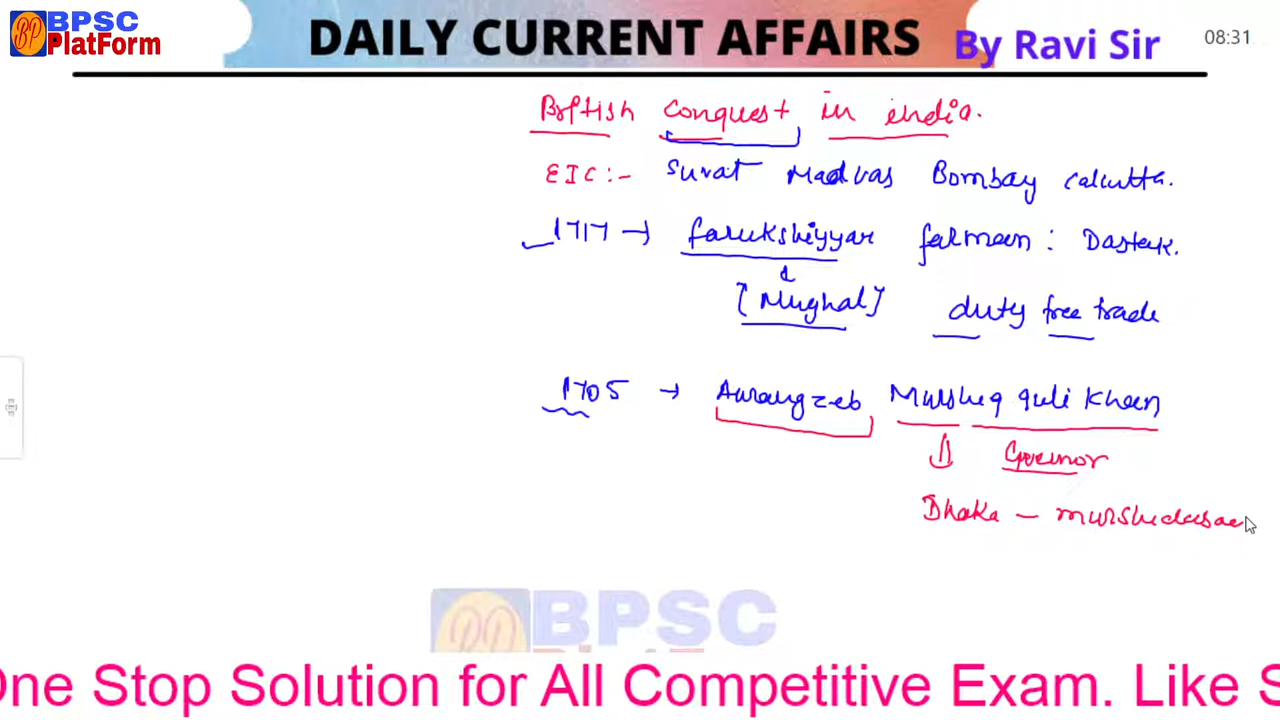 BPSC
PlatForm
DAILY CURRENT AFFAIRS By Ravi Sir
08:31
British Conquest in india.
EIC:- Surat Madras Bombay Calcutta.
1717 → farukshiyyar farman : Dastak.
[Mughal] duty free trade
1705 → Aurangzeb Murshid quli Khan
Governor
Dhaka - murshidabad
BPSC
One Stop Solution for All Competitive Exam. Like S